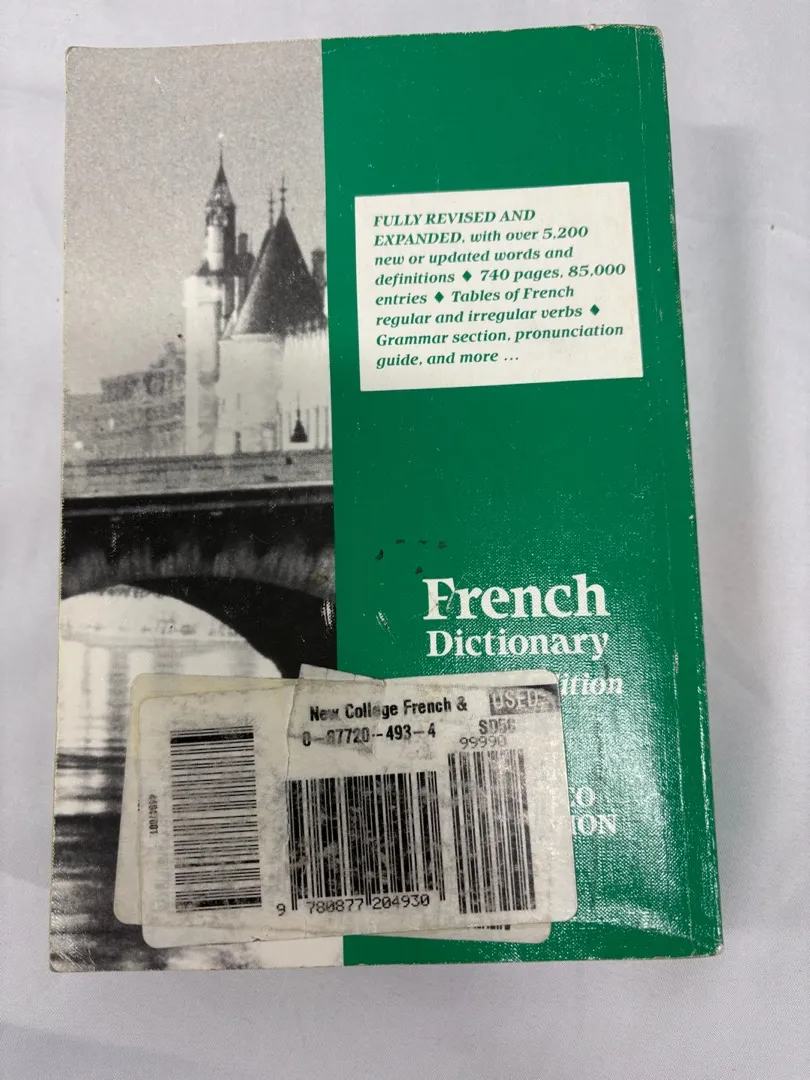 FULLY REVISED AND
EXPANDED, with over 5,200
new or updated words and
definitions ♦ 740 pages, 85,000
entries ♦ Tables of French
regular and irregular verbs ♦
Grammar section, pronunciation
guide, and more ...
French
Dictionary
ition
New College French &
USED
0-87720-493-4
SD56
99990
O
ION
9 780877 204930